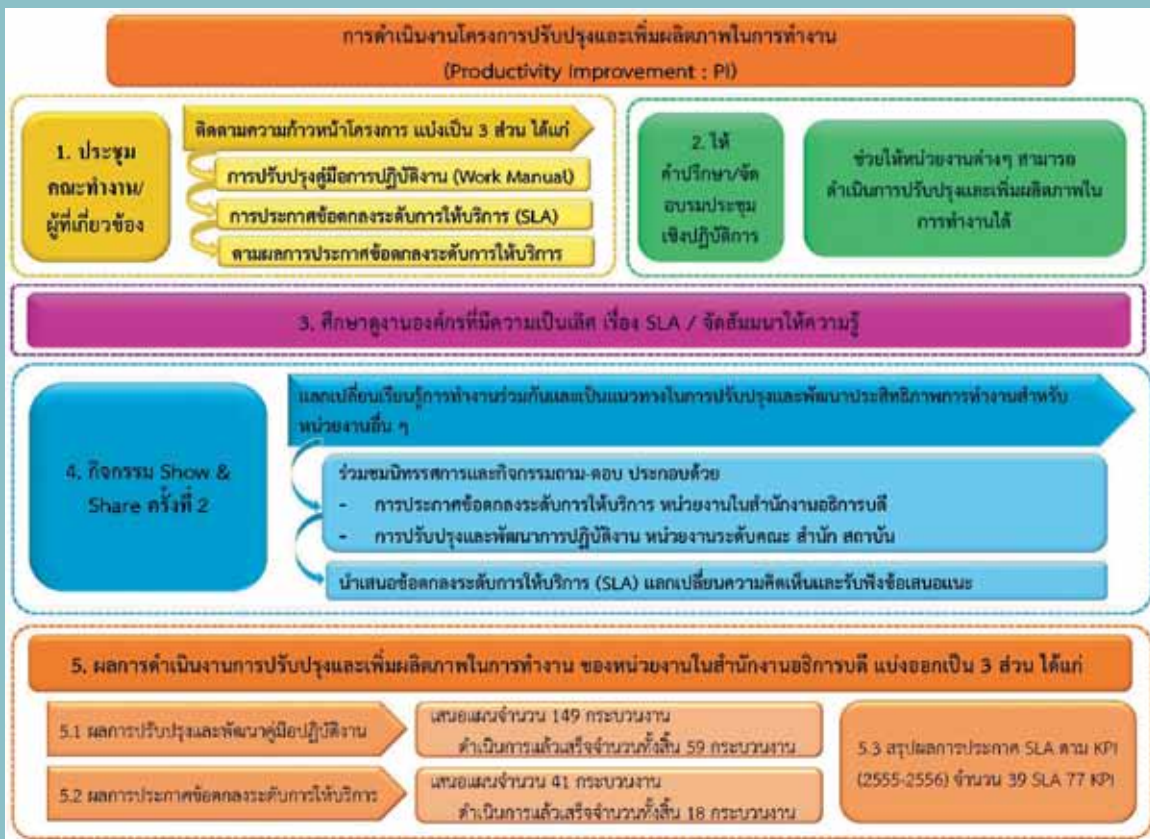 การดำเนินงานโครงการปรับปรุงและเพิ่มผลิตภาพในการทำงาน
(Productivity Improvement : PI)
1. ประชุม
คณะทำงาน/
ผู้ที่เกี่ยวข้อง
ติดตามความก้าวหน้าโครงการ แบ่งเป็น 3 ส่วน ได้แก่
การปรับปรุงคู่มือการปฏิบัติงาน (Work Manual)
การประกาศข้อตกลงระดับการให้บริการ (SLA)
ตามผลการประกาศข้อตกลงระดับการให้บริการ
2. ให้
คำปรึกษา/จัด
อบรมประชุม
เชิงปฏิบัติการ
ช่วยให้หน่วยงานต่างๆ สามารถ
ดำเนินการปรับปรุงและเพิ่มผลิตภาพใน
การทำงานได้
3. ศึกษาดูงานองค์กรที่มีความเป็นเลิศ เรื่อง SLA / จัดสัมมนาให้ความรู้
4. กิจกรรม Show &
Share ครั้งที่ 2
แลกเปลี่ยนเรียนรู้การทำงานร่วมกันและเป็นแนวทางในการปรับปรุงและพัฒนาประสิทธิภาพการทำงานสำหรับ
หน่วยงานอื่น ๆ
ร่วมชมนิทรรศการและกิจกรรมถาม-ตอบ ประกอบด้วย
- การประกาศข้อตกลงระดับการให้บริการ หน่วยงานในสำนักงานอธิการบดี
- การปรับปรุงและพัฒนาการปฏิบัติงาน หน่วยงานระดับคณะ สำนัก สถาบัน
นำเสนอข้อตกลงระดับการให้บริการ (SLA) แลกเปลี่ยนความคิดเห็นและรับฟังข้อเสนอแนะ
5. ผลการดำเนินงานการปรับปรุงและเพิ่มผลิตภาพในการทำงาน ของหน่วยงานในสำนักงานอธิการบดี แบ่งออกเป็น 3 ส่วน ได้แก่
5.1 ผลการปรับปรุงและพัฒนาคู่มือปฏิบัติงาน
เสนอแผนจำนวน 149 กระบวนงาน
ดำเนินการแล้วเสร็จจำนวนทั้งสิ้น 59 กระบวนงาน
5.2 ผลการประกาศข้อตกลงระดับการให้บริการ
เสนอแผนจำนวน 41 กระบวนงาน
ดำเนินการแล้วเสร็จจำนวนทั้งสิ้น 18 กระบวนงาน
5.3 สรุปผลการประกาศ SLA ตาม KPI
(2555-2556) จำนวน 39 SLA 77 KPI